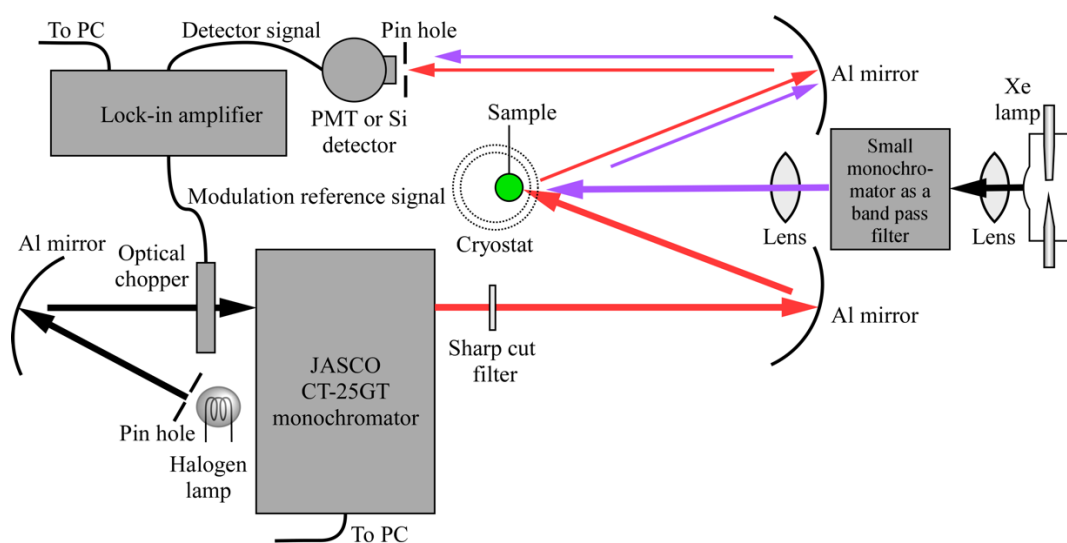 To PC
Detector signal
Pin hole
Al mirror
Xe
lamp
Lock-in amplifier
PMT or Si
detector
Sample
Small
monochro-
mator as a
band pass
filter
Modulation reference signal
Cryostat
Lens
Lens
Al mirror
Optical
chopper
Al mirror
Sharp cut
filter
JASCO
CT-25GT
monochromator
Pin hole
Halogen
lamp
To PC